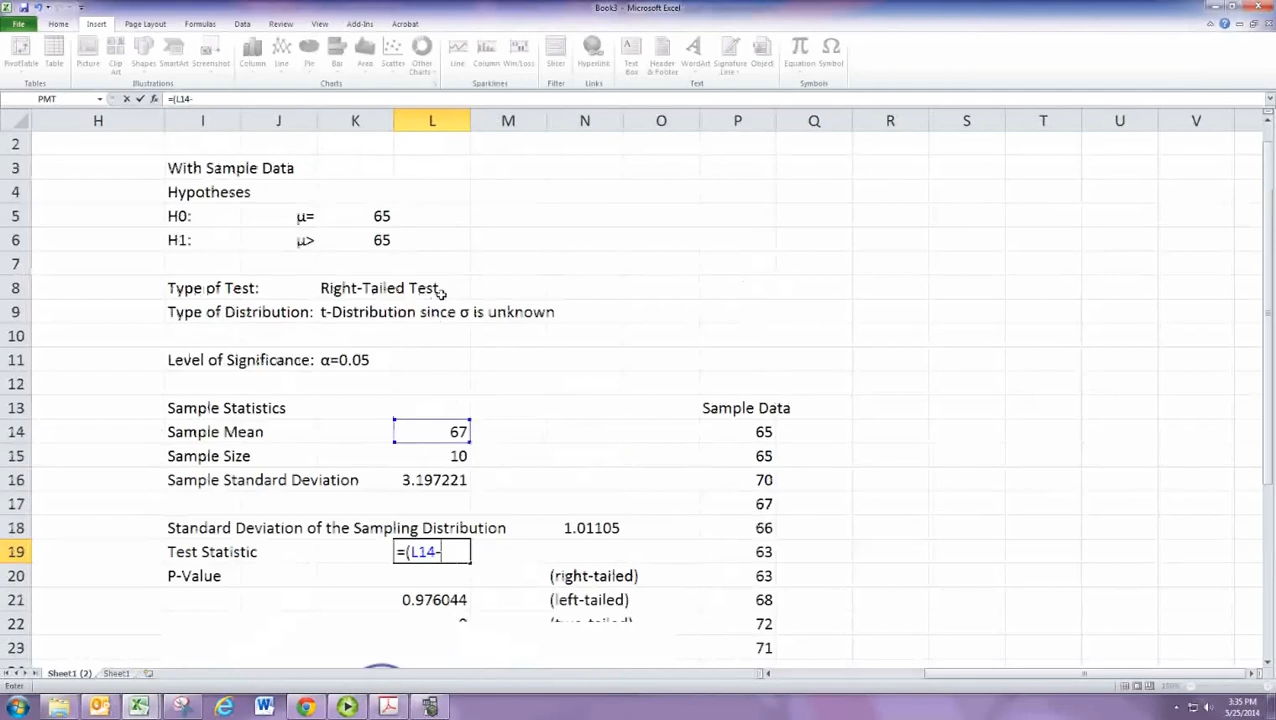 Book3 - Microsoft Excel
File Home Insert Page Layout Formulas Data Review View Add-Ins Acrobat
PivotTable Table Picture Clip Art Shapes SmartArt Screenshot Column Line Pie Bar Area Scatter Other Charts Line Column Win/Loss Slicer Hyperlink Text Box Header & Footer WordArt Signature Line Object Equation Symbol
Tables Illustrations Charts Sparklines Filter Links Text Symbols
PMT =(L14-
H I J K L M N O P Q R S T U V
2
3 With Sample Data
4 Hypotheses
5 H0: μ= 65
6 H1: μ> 65
7
8 Type of Test: Right-Tailed Test
9 Type of Distribution: t-Distribution since σ is unknown
10
11 Level of Significance: α=0.05
12
13 Sample Statistics Sample Data
14 Sample Mean 67 65
15 Sample Size 10 65
16 Sample Standard Deviation 3.197221 70
17 67
18 Standard Deviation of the Sampling Distribution 1.01105 66
19 Test Statistic =(L14- 63
20 P-Value (right-tailed) 63
21 0.976044 (left-tailed) 68
22 72
23 71
Sheet1 (2) Sheet1
Enter
3:35 PM
5/25/2014